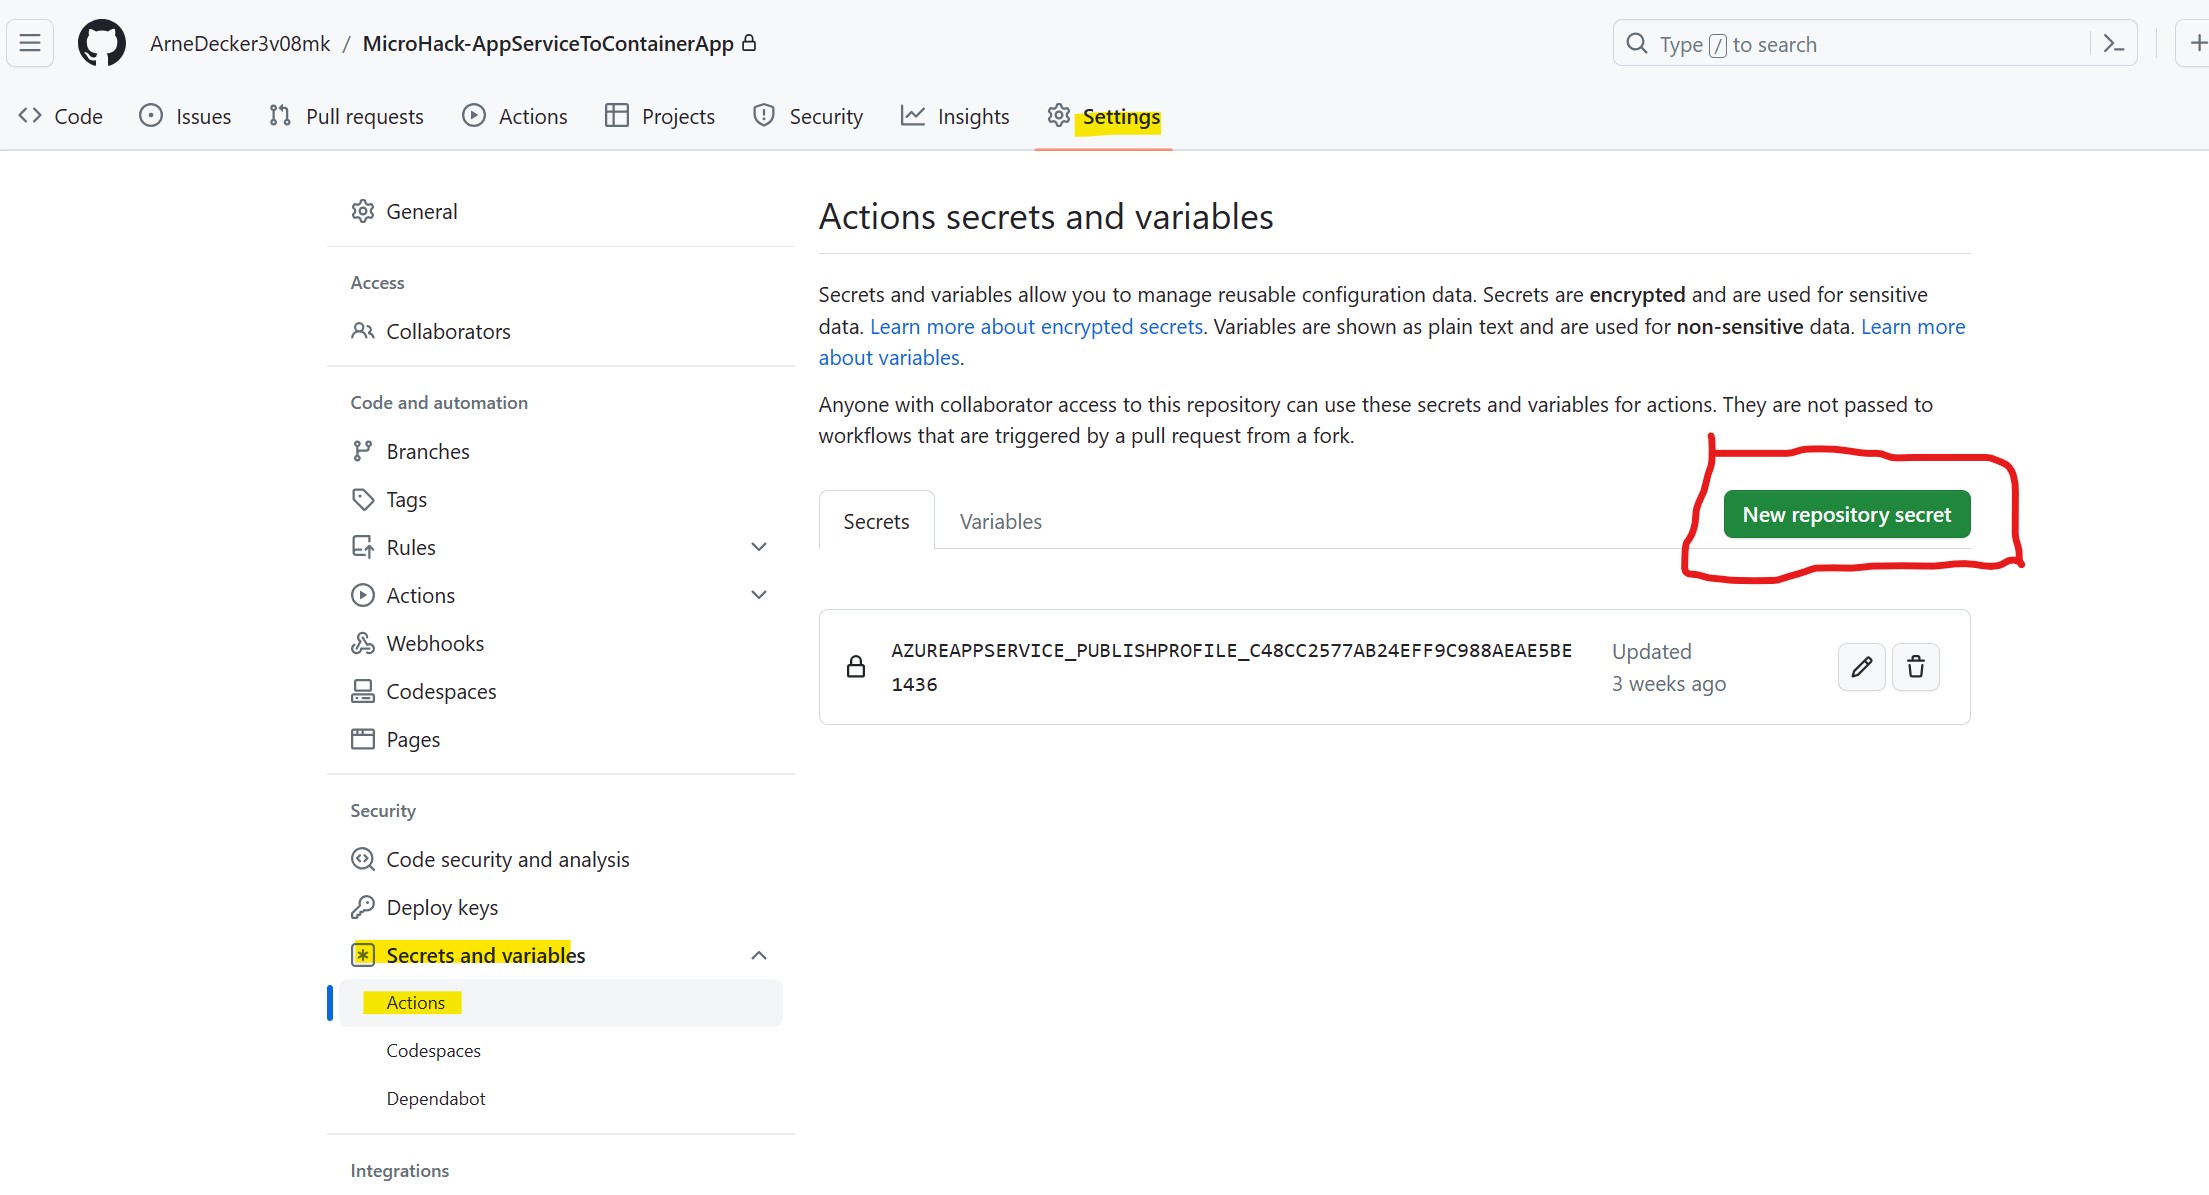 ArneDecker3v08mk / MicroHack-AppServiceToContainerApp
Type / to search
Code Issues Pull requests Actions Projects Security Insights Settings
General
Access
Collaborators
Code and automation
Branches
Tags
Rules
Actions
Webhooks
Codespaces
Pages
Security
Code security and analysis
Deploy keys
Secrets and variables
Actions
Codespaces
Dependabot
Integrations
Actions secrets and variables
Secrets and variables allow you to manage reusable configuration data. Secrets are encrypted and are used for sensitive
data. Learn more about encrypted secrets. Variables are shown as plain text and are used for non-sensitive data. Learn more
about variables.
Anyone with collaborator access to this repository can use these secrets and variables for actions. They are not passed to
workflows that are triggered by a pull request from a fork.
Secrets Variables
New repository secret
AZUREAPPSERVICE_PUBLISHPROFILE_C48CC2577AB24EFF9C988AEAE5BE
1436
Updated
3 weeks ago